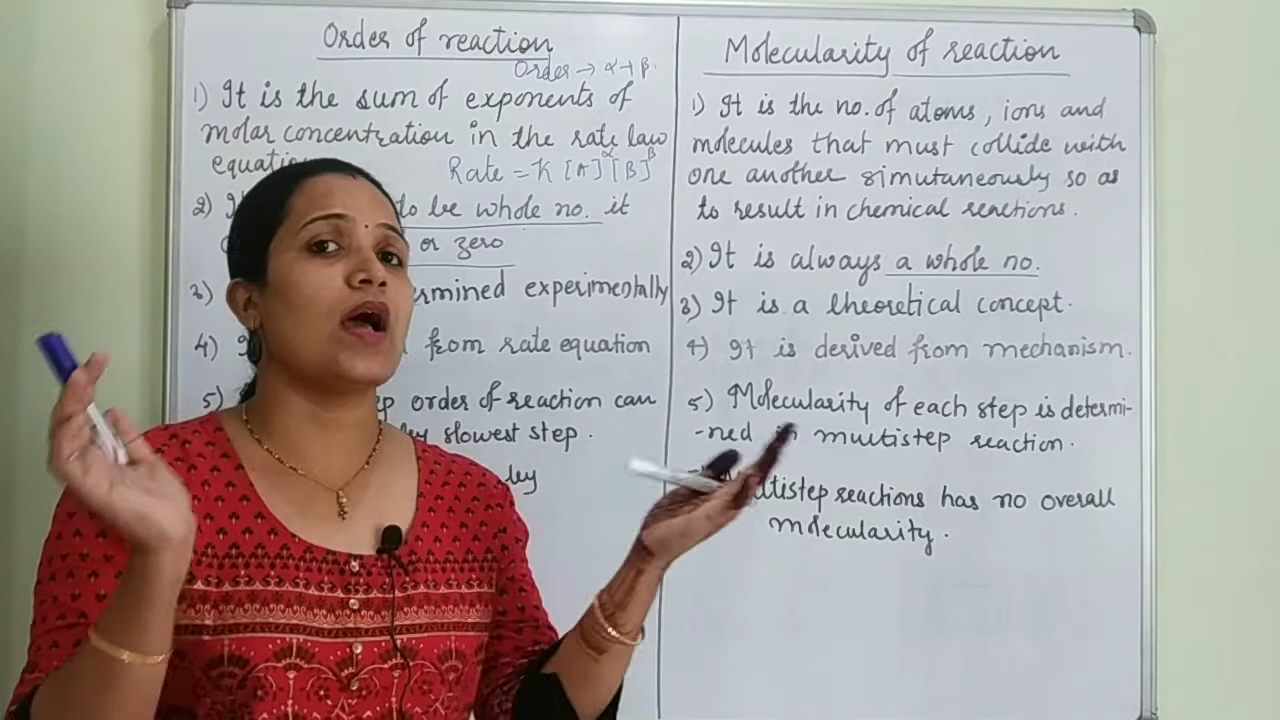 Order of reaction
Order → α+β.
1) It is the sum of exponents of
molar concentration in the rate law
Rate = K [A]α [B]β
2) to be whole no. it
or zero
3) experimentally
4) from rate equation
5) order of reaction can
slowest step.
Molecularity of reaction
1) It is the no. of atoms, ions and
molecules that must collide with
one another simutaneously so as
to result in chemical reactions.
2) It is always a whole no.
3) It is a theoretical concept.
4) It is derived from mechanism.
5) Molecularity of each step is determi-
-ned multistep reaction.
reactions has no overall
molecularity.